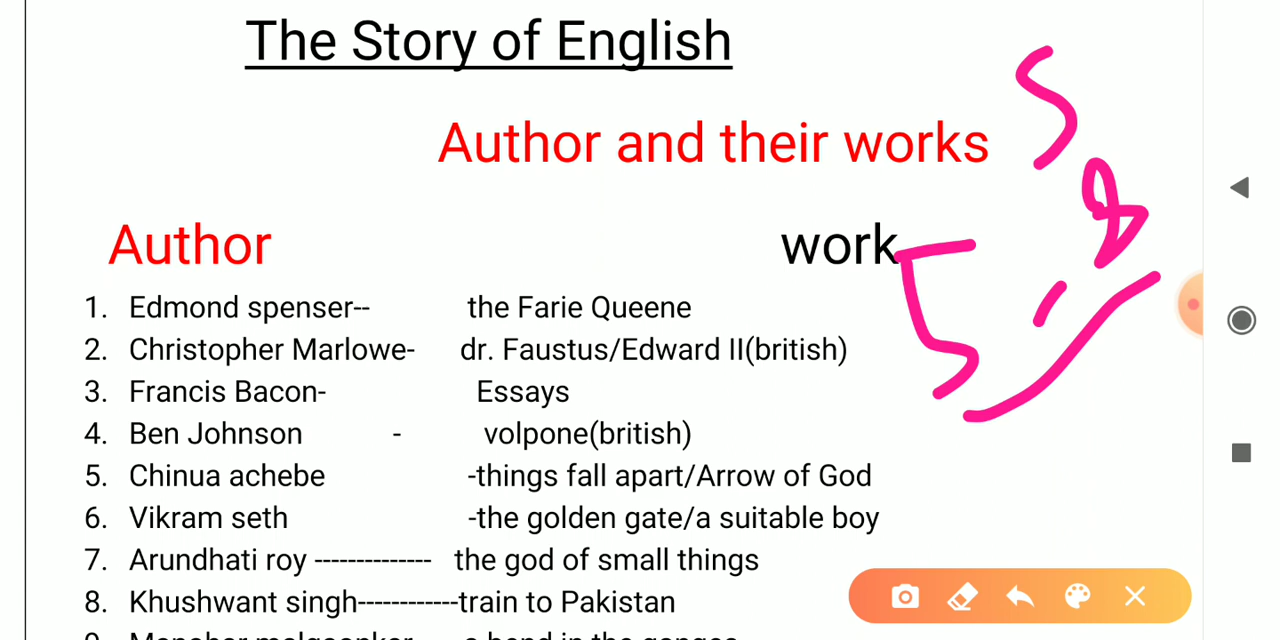 The Story of English
Author and their works
Author work
1. Edmond spenser-- the Farie Queene
2. Christopher Marlowe- dr. Faustus/Edward II(british)
3. Francis Bacon- Essays
4. Ben Johnson - volpone(british)
5. Chinua achebe -things fall apart/Arrow of God
6. Vikram seth -the golden gate/a suitable boy
7. Arundhati roy -------------- the god of small things
8. Khushwant singh------------train to Pakistan